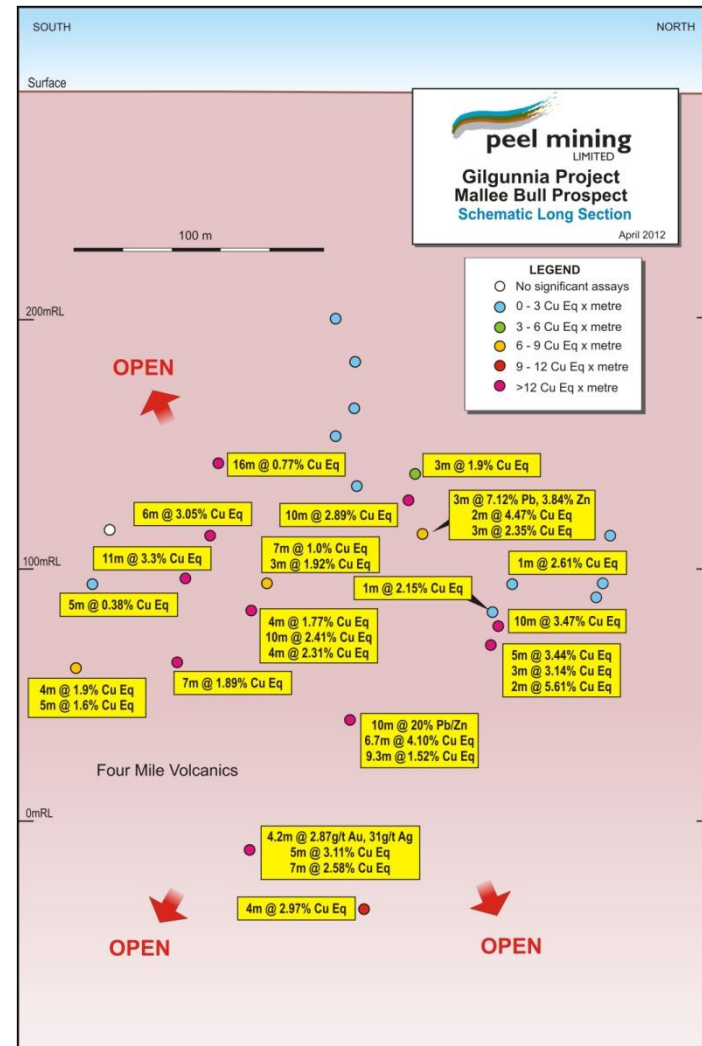 SOUTH
NORTH
Surface
peel mining
LIMITED
Gilgunnia Project
Mallee Bull Prospect
Schematic Long Section
April 2012
100 m
LEGEND
No significant assays
0 - 3 Cu Eq x metre
3 - 6 Cu Eq x metre
6 - 9 Cu Eq x metre
9 - 12 Cu Eq x metre
>12 Cu Eq x metre
200mRL
OPEN
16m @ 0.77% Cu Eq
3m @ 1.9% Cu Eq
6m @ 3.05% Cu Eq
10m @ 2.89% Cu Eq
3m @ 7.12% Pb, 3.84% Zn
2m @ 4.47% Cu Eq
3m @ 2.35% Cu Eq
11m @ 3.3% Cu Eq
7m @ 1.0% Cu Eq
3m @ 1.92% Cu Eq
1m @ 2.61% Cu Eq
100mRL
5m @ 0.38% Cu Eq
1m @ 2.15% Cu Eq
4m @ 1.77% Cu Eq
10m @ 2.41% Cu Eq
4m @ 2.31% Cu Eq
10m @ 3.47% Cu Eq
5m @ 3.44% Cu Eq
3m @ 3.14% Cu Eq
2m @ 5.61% Cu Eq
4m @ 1.9% Cu Eq
5m @ 1.6% Cu Eq
7m @ 1.89% Cu Eq
10m @ 20% Pb/Zn
6.7m @ 4.10% Cu Eq
9.3m @ 1.52% Cu Eq
Four Mile Volcanics
0mRL
4.2m @ 2.87g/t Au, 31g/t Ag
5m @ 3.11% Cu Eq
7m @ 2.58% Cu Eq
4m @ 2.97% Cu Eq
OPEN
OPEN